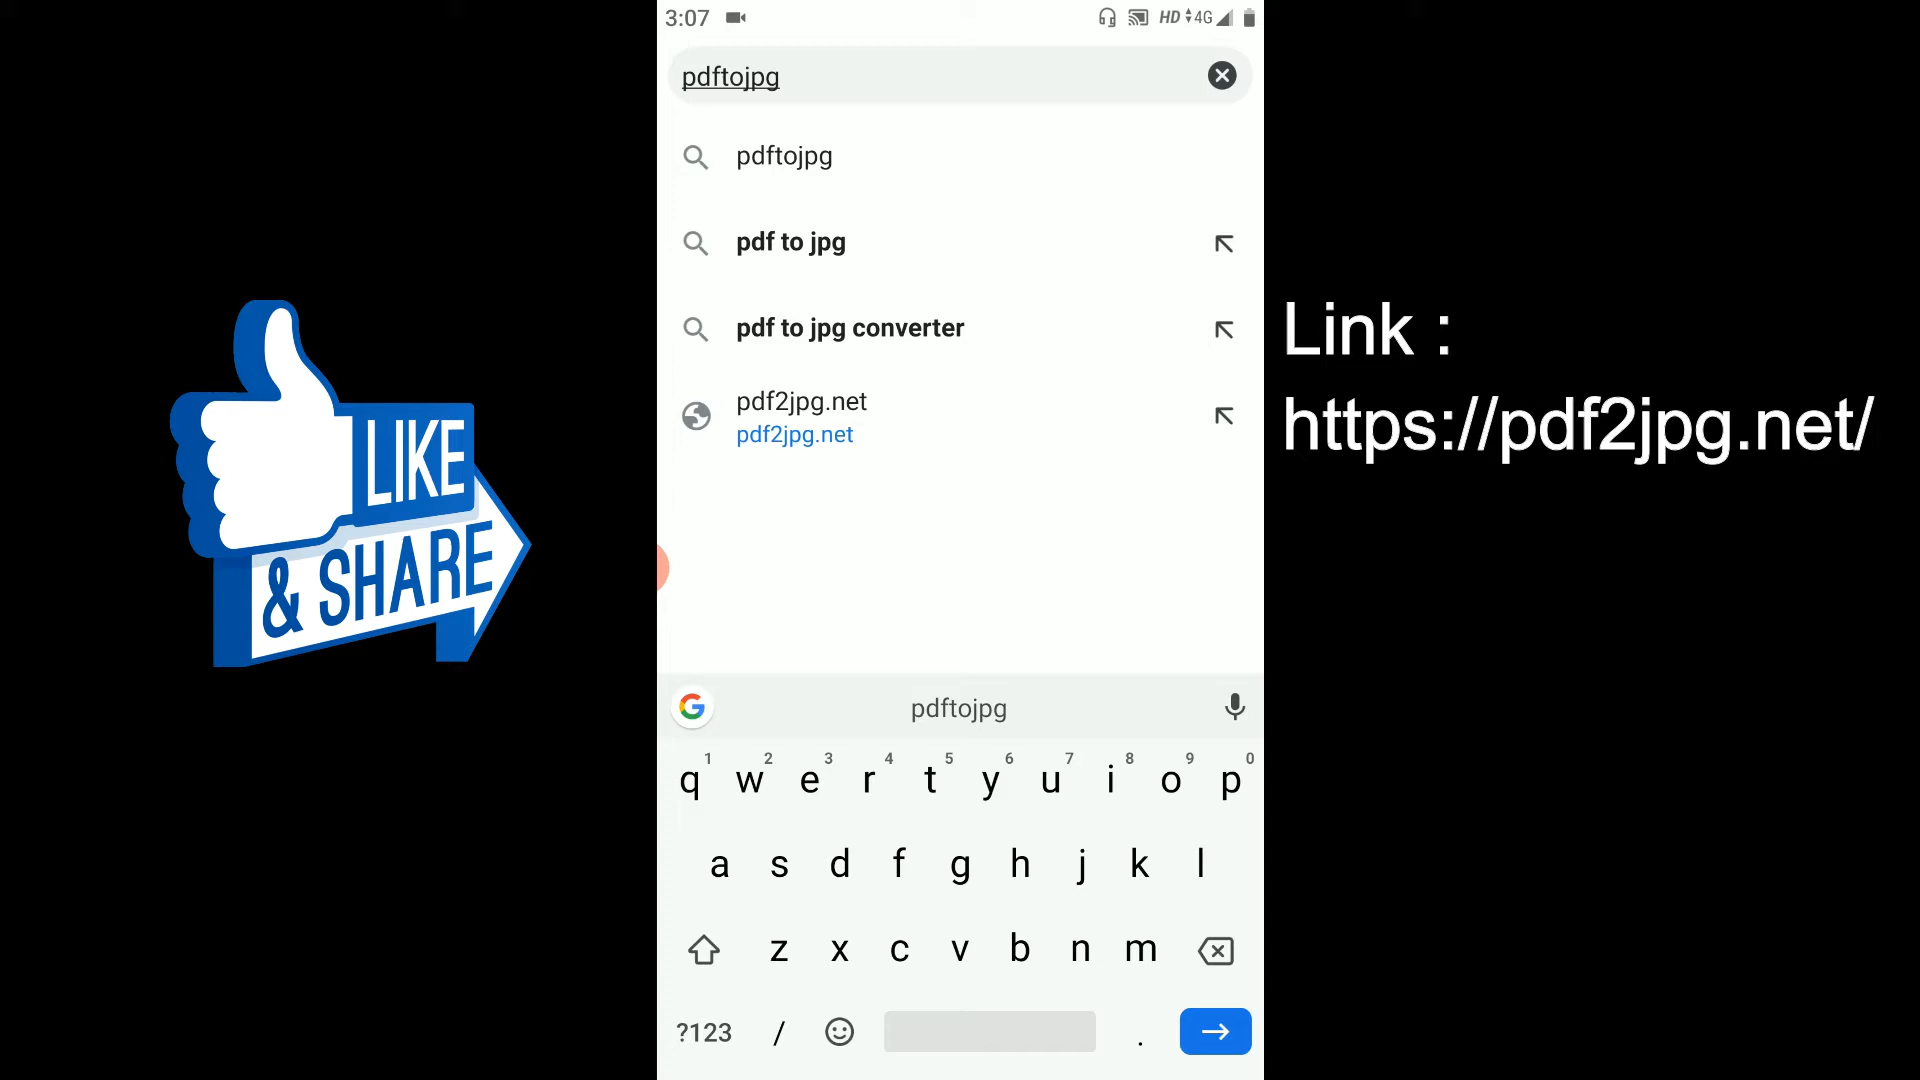 3:07
HD 4G
pdftojpg
pdftojpg
pdf to jpg
pdf to jpg converter
pdf2jpg.net
pdf2jpg.net
LIKE
& SHARE
Link :
https://pdf2jpg.net/
G pdftojpg
1 2 3 4 5 6 7 8 9 0
q w e r t y u i o p
a s d f g h j k l
z x c v b n m
?123 / .